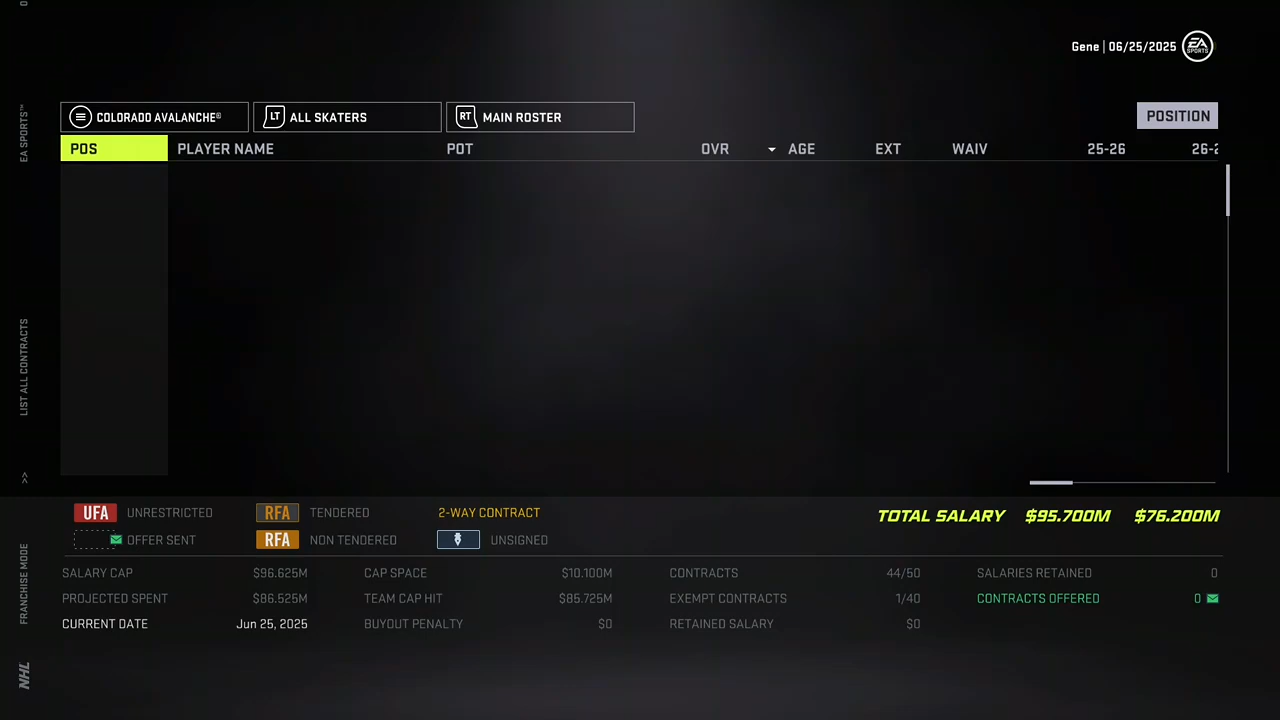 Gene | 06/25/2025
EA SPORTS
COLORADO AVALANCHE®
LT ALL SKATERS
RT MAIN ROSTER
POSITION
POS PLAYER NAME POT OVR AGE EXT WAIV 25-26
EA SPORTS™
LIST ALL CONTRACTS
>>
FRANCHISE MODE
NHL
UFA UNRESTRICTED RFA TENDERED 2-WAY CONTRACT TOTAL SALARY $95.700M $76.200M
OFFER SENT RFA NON TENDERED UNSIGNED
SALARY CAP $96.625M CAP SPACE $10.100M CONTRACTS 44/50 SALARIES RETAINED 0
PROJECTED SPENT $86.525M TEAM CAP HIT $85.725M EXEMPT CONTRACTS 1/40 CONTRACTS OFFERED 0
CURRENT DATE Jun 25, 2025 BUYOUT PENALTY $0 RETAINED SALARY $0